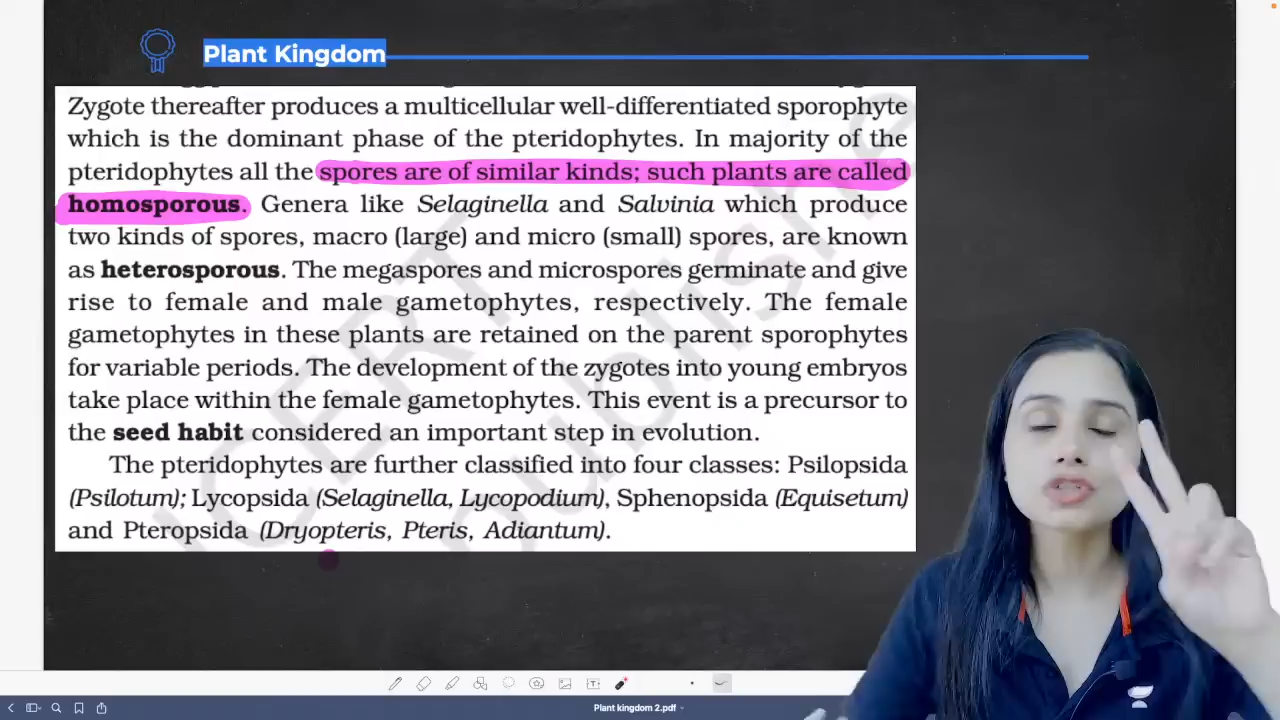 Plant Kingdom
Zygote thereafter produces a multicellular well-differentiated sporophyte
which is the dominant phase of the pteridophytes. In majority of the
pteridophytes all the spores are of similar kinds; such plants are called
homosporous. Genera like Selaginella and Salvinia which produce
two kinds of spores, macro (large) and micro (small) spores, are known
as heterosporous. The megaspores and microspores germinate and give
rise to female and male gametophytes, respectively. The female
gametophytes in these plants are retained on the parent sporophytes
for variable periods. The development of the zygotes into young embryos
take place within the female gametophytes. This event is a precursor to
the seed habit considered an important step in evolution.
The pteridophytes are further classified into four classes: Psilopsida
(Psilotum); Lycopsida (Selaginella, Lycopodium), Sphenopsida (Equisetum)
and Pteropsida (Dryopteris, Pteris, Adiantum).
Plant kingdom 2.pdf